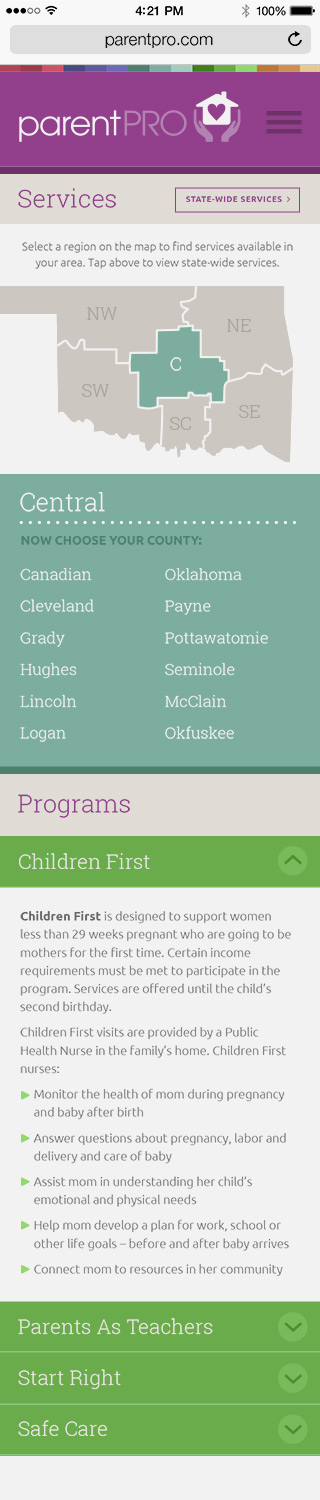 4:21 PM
100%
parentpro.com
parentPRO
Services
STATE-WIDE SERVICES >
Select a region on the map to find services available in
your area. Tap above to view state-wide services.
NW
NE
C
SW
SE
SC
Central
NOW CHOOSE YOUR COUNTY:
Canadian
Oklahoma
Cleveland
Payne
Grady
Pottawatomie
Hughes
Seminole
Lincoln
McClain
Logan
Okfuskee
Programs
Children First
Children First is designed to support women
less than 29 weeks pregnant who are going to be
mothers for the first time. Certain income
requirements must be met to participate in the
program. Services are offered until the child's
second birthday.
Children First visits are provided by a Public
Health Nurse in the family's home. Children First
nurses:
Monitor the health of mom during pregnancy
and baby after birth
Answer questions about pregnancy, labor and
delivery and care of baby
Assist mom in understanding her child's
emotional and physical needs
Help mom develop a plan for work, school or
other life goals – before and after baby arrives
Connect mom to resources in her community
Parents As Teachers
Start Right
Safe Care